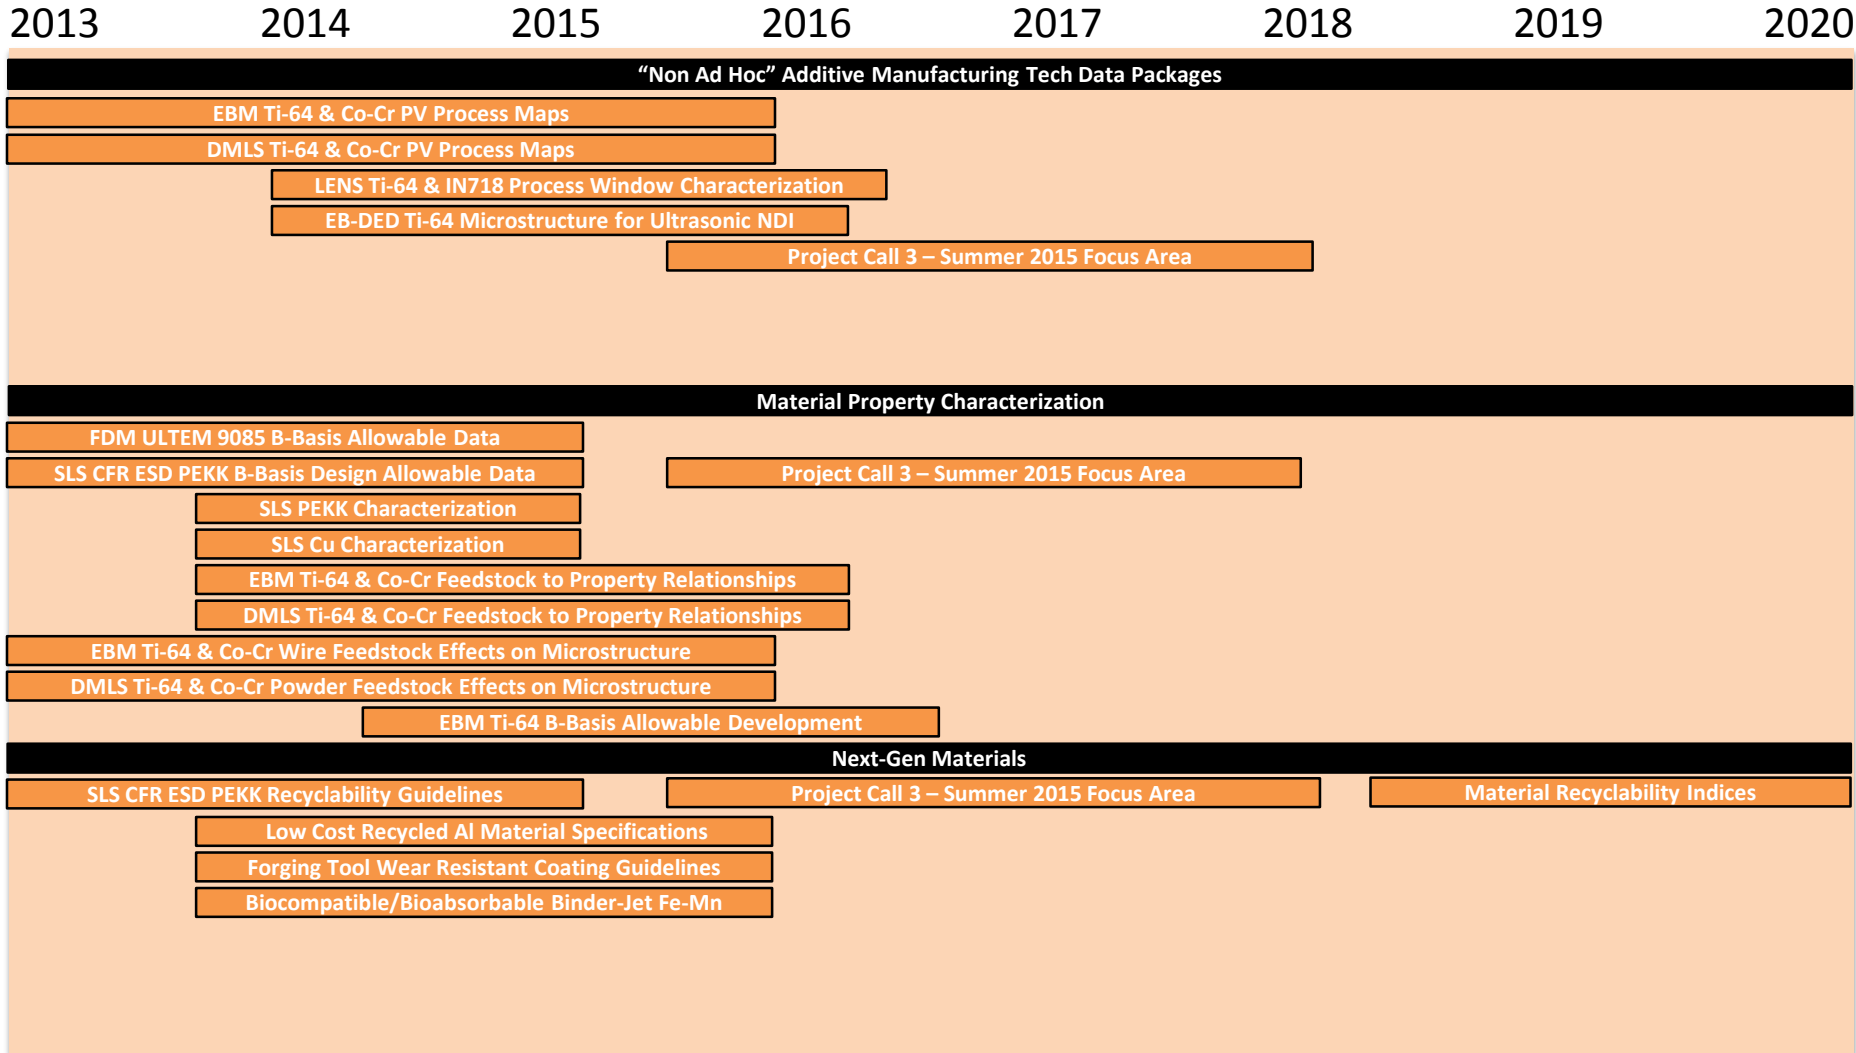 2013 2014 2015 2016 2017 2018 2019 2020
“Non Ad Hoc” Additive Manufacturing Tech Data Packages
EBM Ti-64 & Co-Cr PV Process Maps
DMLS Ti-64 & Co-Cr PV Process Maps
LENS Ti-64 & IN718 Process Window Characterization
EB-DED Ti-64 Microstructure for Ultrasonic NDI
Project Call 3 – Summer 2015 Focus Area
Material Property Characterization
FDM ULTEM 9085 B-Basis Allowable Data
SLS CFR ESD PEKK B-Basis Design Allowable Data Project Call 3 – Summer 2015 Focus Area
SLS PEKK Characterization
SLS Cu Characterization
EBM Ti-64 & Co-Cr Feedstock to Property Relationships
DMLS Ti-64 & Co-Cr Feedstock to Property Relationships
EBM Ti-64 & Co-Cr Wire Feedstock Effects on Microstructure
DMLS Ti-64 & Co-Cr Powder Feedstock Effects on Microstructure
EBM Ti-64 B-Basis Allowable Development
Next-Gen Materials
SLS CFR ESD PEKK Recyclability Guidelines Project Call 3 – Summer 2015 Focus Area Material Recyclability Indices
Low Cost Recycled Al Material Specifications
Forging Tool Wear Resistant Coating Guidelines
Biocompatible/Bioabsorbable Binder-Jet Fe-Mn